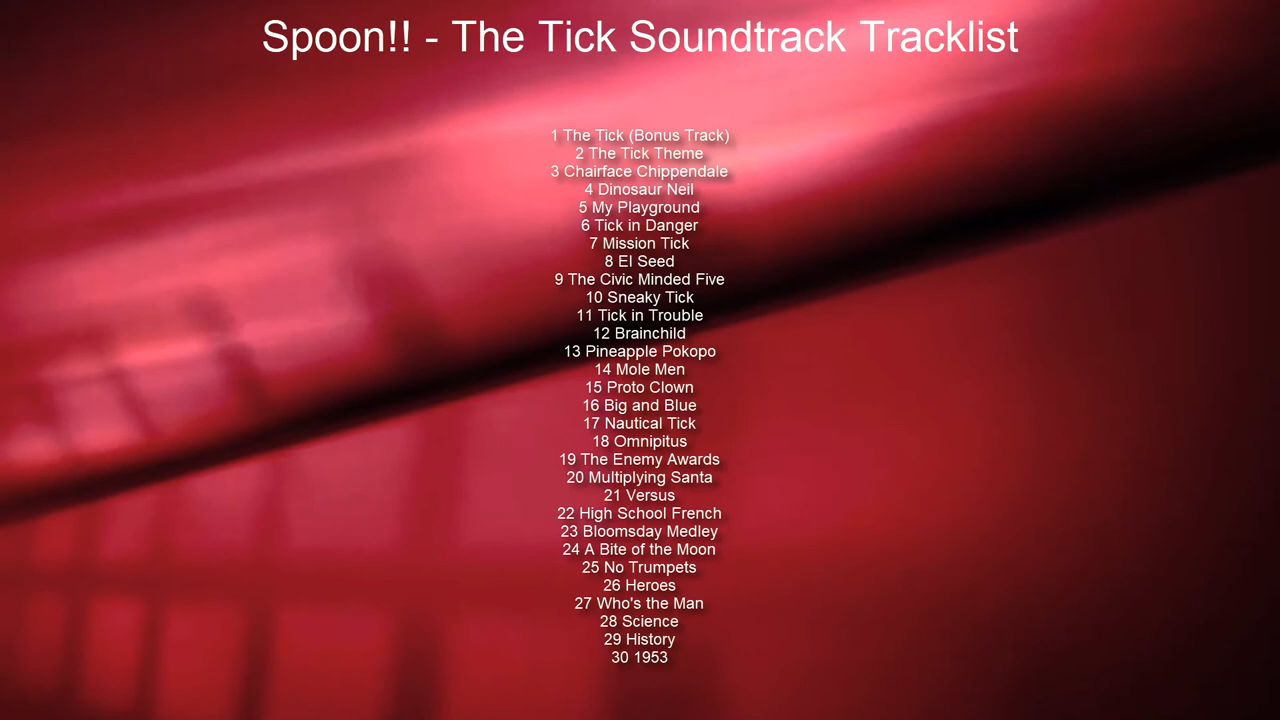 Spoon!! - The Tick Soundtrack Tracklist
1 The Tick (Bonus Track)
2 The Tick Theme
3 Chairface Chippendale
4 Dinosaur Neil
5 My Playground
6 Tick in Danger
7 Mission Tick
8 El Seed
9 The Civic Minded Five
10 Sneaky Tick
11 Tick in Trouble
12 Brainchild
13 Pineapple Pokopo
14 Mole Men
15 Proto Clown
16 Big and Blue
17 Nautical Tick
18 Omnipitus
19 The Enemy Awards
20 Multiplying Santa
21 Versus
22 High School French
23 Bloomsday Medley
24 A Bite of the Moon
25 No Trumpets
26 Heroes
27 Who's the Man
28 Science
29 History
30 1953